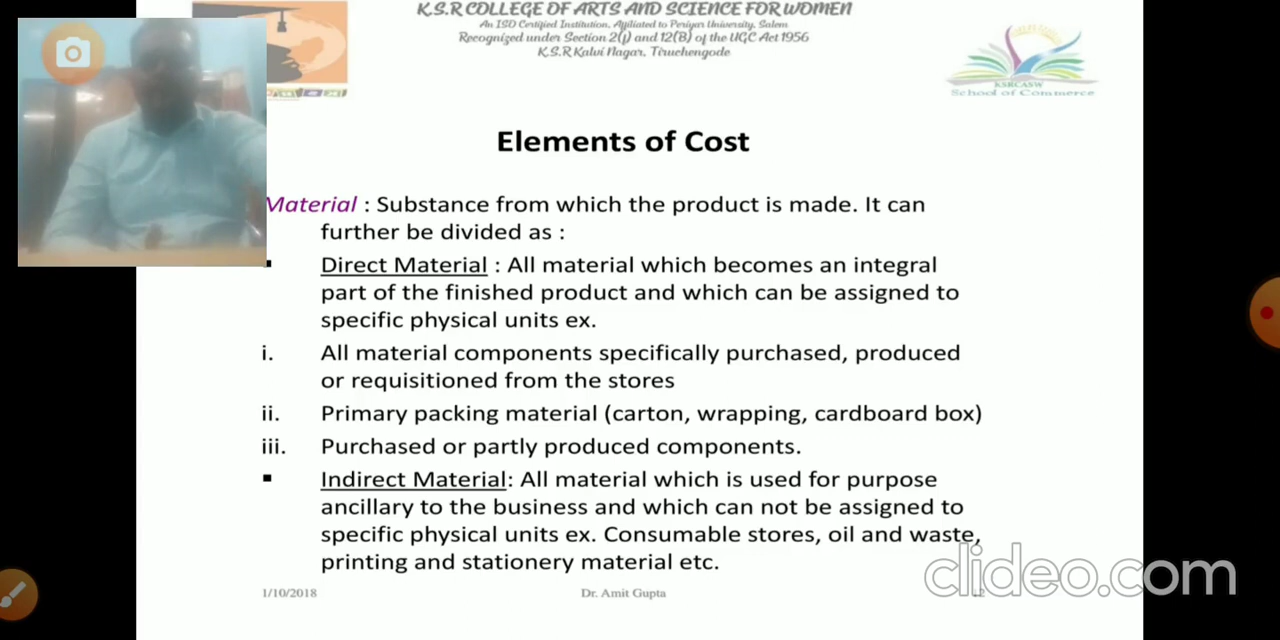 K.S.R COLLEGE OF ARTS AND SCIENCE FOR WOMEN
An ISO Certified Institution, Affiliated to Periyar University, Salem
Recognized under Section 2(f) and 12(B) of the UGC Act 1956
K.S.R Kalvi Nagar, Tiruchengode
KSRCASW
School of Commerce
Elements of Cost
Material : Substance from which the product is made. It can
further be divided as :
▪ Direct Material : All material which becomes an integral
part of the finished product and which can be assigned to
specific physical units ex.
i. All material components specifically purchased, produced
or requisitioned from the stores
ii. Primary packing material (carton, wrapping, cardboard box)
iii. Purchased or partly produced components.
▪ Indirect Material: All material which is used for purpose
ancillary to the business and which can not be assigned to
specific physical units ex. Consumable stores, oil and waste,
printing and stationery material etc.
clideo.com
1/10/2018 Dr. Amit Gupta 12